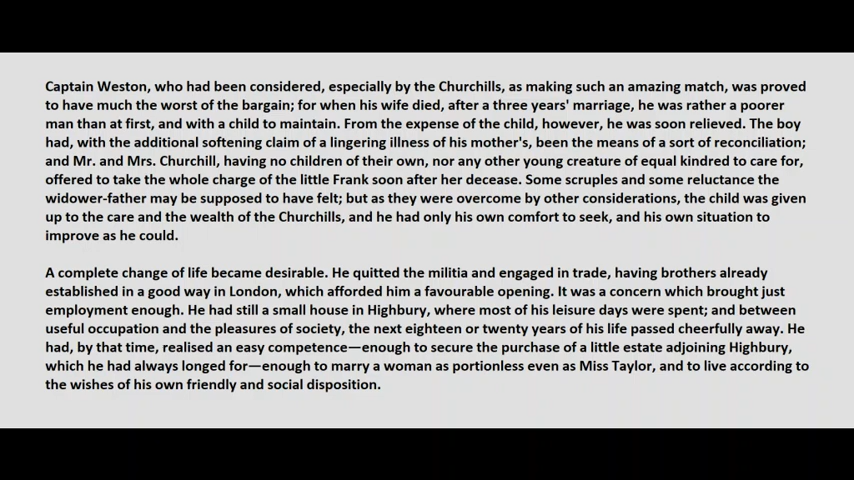 Captain Weston, who had been considered, especially by the Churchills, as making such an amazing match, was proved
to have much the worst of the bargain; for when his wife died, after a three years' marriage, he was rather a poorer
man than at first, and with a child to maintain. From the expense of the child, however, he was soon relieved. The boy
had, with the additional softening claim of a lingering illness of his mother's, been the means of a sort of reconciliation;
and Mr. and Mrs. Churchill, having no children of their own, nor any other young creature of equal kindred to care for,
offered to take the whole charge of the little Frank soon after her decease. Some scruples and some reluctance the
widower-father may be supposed to have felt; but as they were overcome by other considerations, the child was given
up to the care and the wealth of the Churchills, and he had only his own comfort to seek, and his own situation to
improve as he could.
A complete change of life became desirable. He quitted the militia and engaged in trade, having brothers already
established in a good way in London, which afforded him a favourable opening. It was a concern which brought just
employment enough. He had still a small house in Highbury, where most of his leisure days were spent; and between
useful occupation and the pleasures of society, the next eighteen or twenty years of his life passed cheerfully away. He
had, by that time, realised an easy competence—enough to secure the purchase of a little estate adjoining Highbury,
which he had always longed for—enough to marry a woman as portionless even as Miss Taylor, and to live according to
the wishes of his own friendly and social disposition.